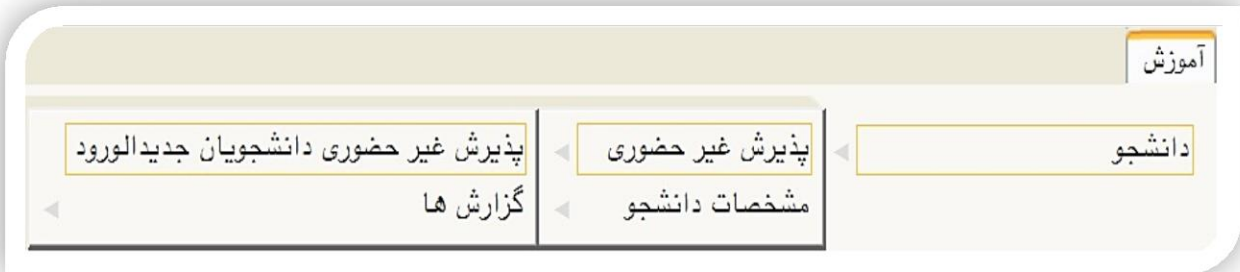 آموزش
دانشجو
پذیرش غیر حضوری
مشخصات دانشجو
پذیرش غیر حضوری دانشجویان جدیدالورود
گزارش ها